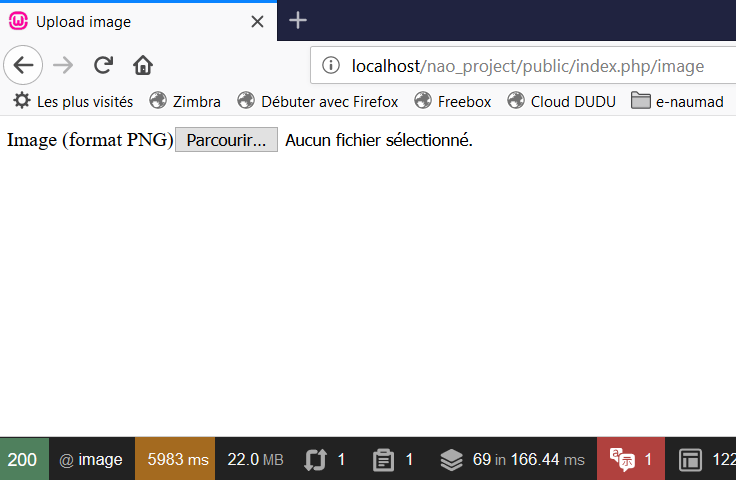 Upload image
localhost/nao_project/public/index.php/image
Les plus visités Zimbra Débuter avec Firefox Freebox Cloud DUDU e-naumad
Image (format PNG) Parcourir... Aucun fichier sélectionné.
200 @ image 5983 ms 22.0 MB 1 1 69 in 166.44 ms 1 122